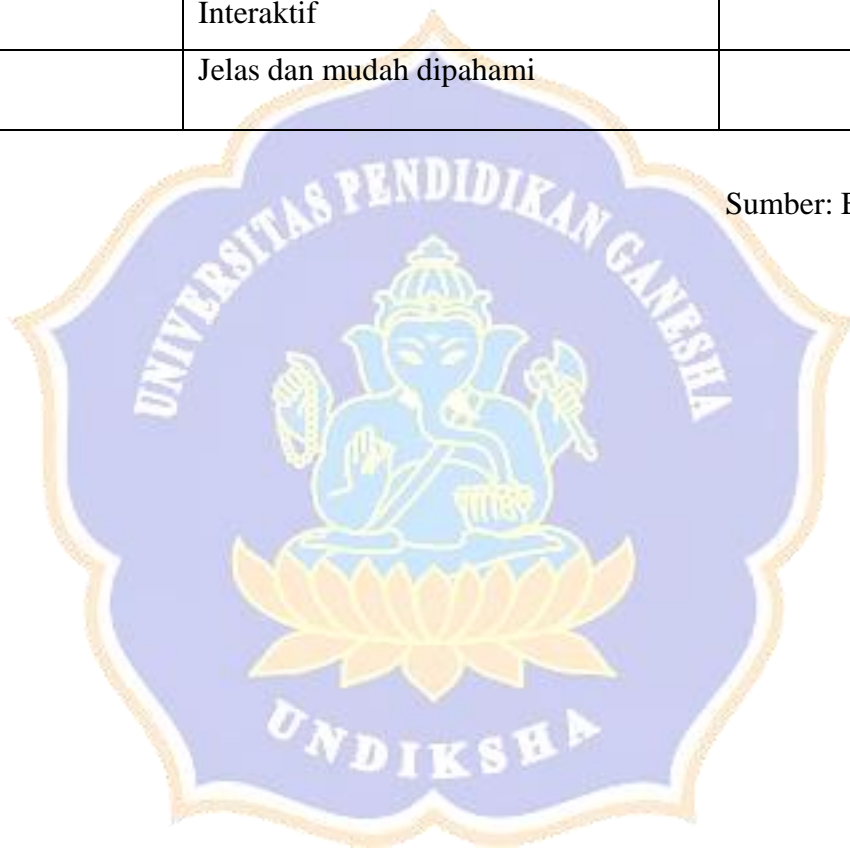 Interaktif
Jelas dan mudah dipahami
Sumber:
UNIVERSITAS PENDIDIKAN GANESHA
UNDIKSHA